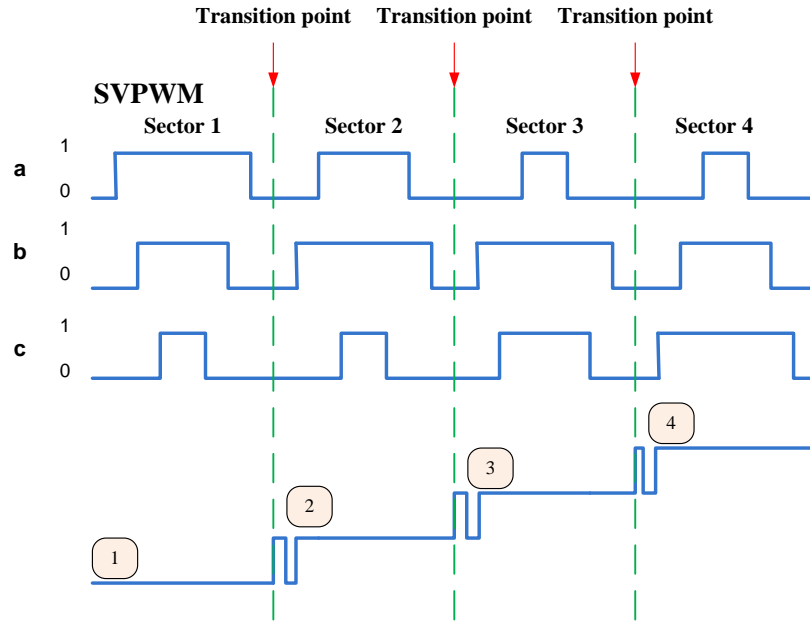 Transition point Transition point Transition point
SVPWM
Sector 1 Sector 2 Sector 3 Sector 4
a 1
0
b 1
0
c 1
0
4
3
2
1